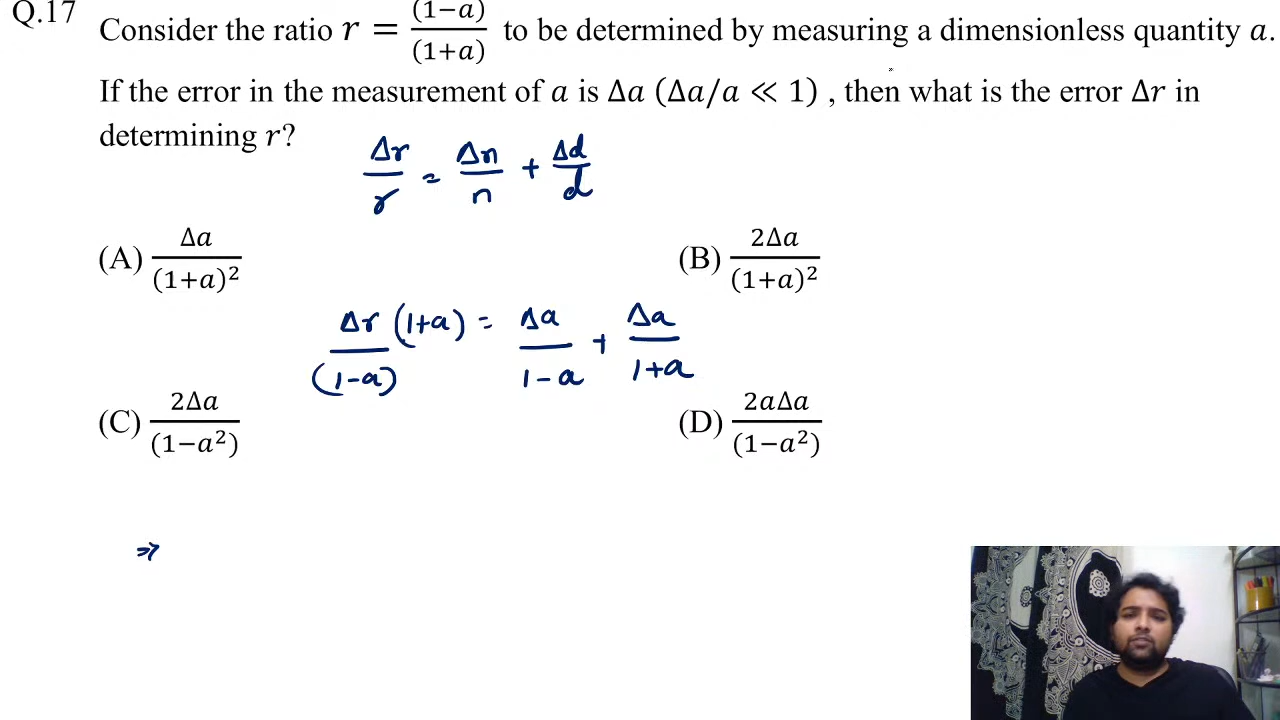 Q.17 Consider the ratio r = (1−a)/(1+a) to be determined by measuring a dimensionless quantity a.
If the error in the measurement of a is Δa (Δa/a ≪ 1) , then what is the error Δr in
determining r?
Δr/r = Δn/n + Δd/d
(A) Δa/(1+a)² (B) 2Δa/(1+a)²
Δr (1+a)/(1-a) = Δa/1-a + Δa/1+a
(C) 2Δa/(1−a²) (D) 2aΔa/(1−a²)
⇒